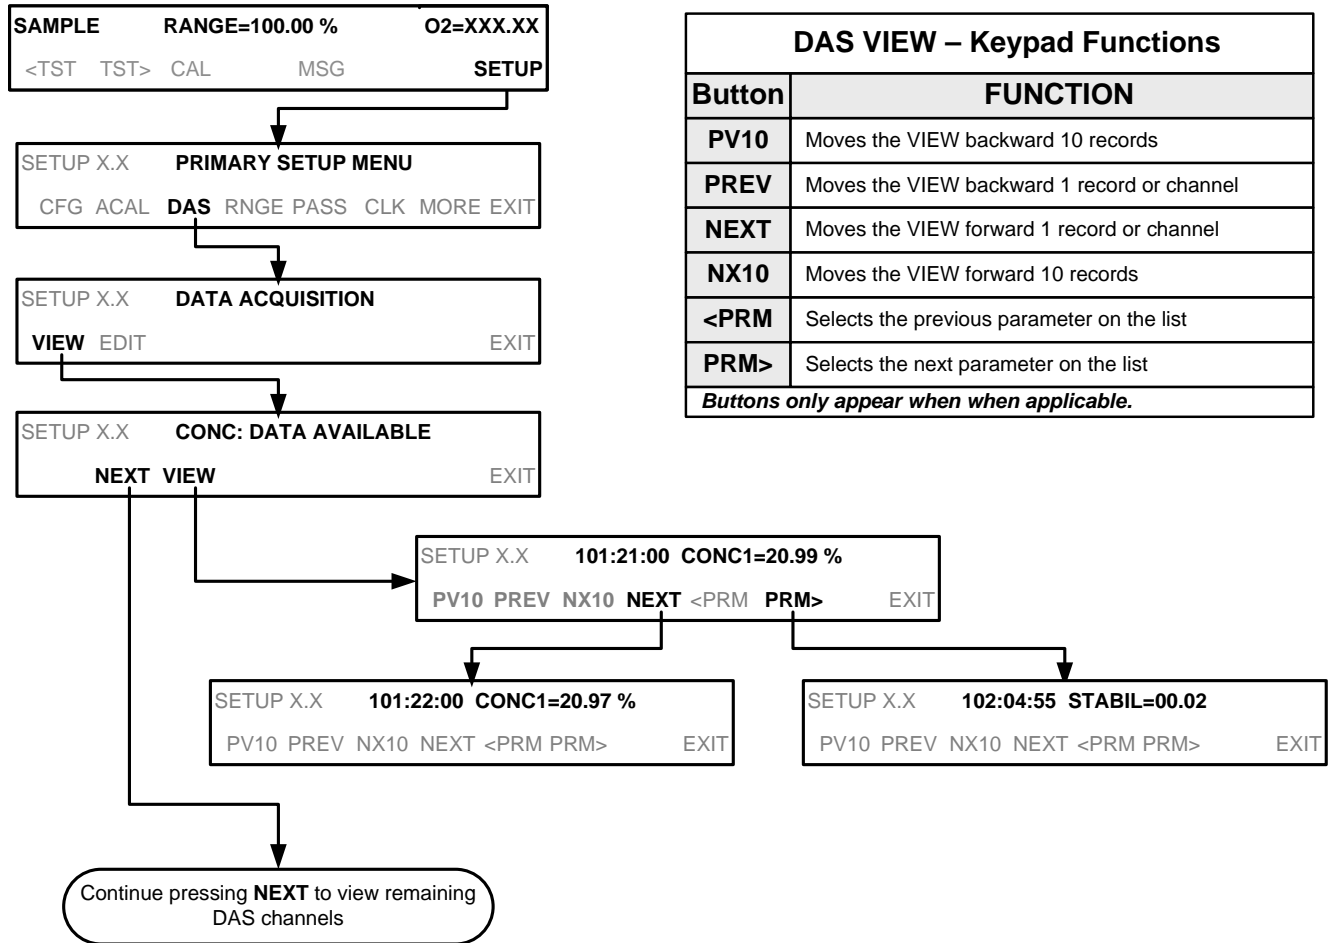 SAMPLE RANGE=100.00 % O2=XXX.XX
<TST TST> CAL MSG SETUP
SETUP X.X PRIMARY SETUP MENU
CFG ACAL DAS RNGE PASS CLK MORE EXIT
SETUP X.X DATA ACQUISITION
VIEW EDIT EXIT
SETUP X.X CONC: DATA AVAILABLE
NEXT VIEW EXIT
DAS VIEW – Keypad Functions
Button FUNCTION
PV10 Moves the VIEW backward 10 records
PREV Moves the VIEW backward 1 record or channel
NEXT Moves the VIEW forward 1 record or channel
NX10 Moves the VIEW forward 10 records
<PRM Selects the previous parameter on the list
PRM> Selects the next parameter on the list
Buttons only appear when when applicable.
SETUP X.X 101:21:00 CONC1=20.99 %
PV10 PREV NX10 NEXT <PRM PRM> EXIT
SETUP X.X 101:22:00 CONC1=20.97 %
PV10 PREV NX10 NEXT <PRM PRM> EXIT
SETUP X.X 102:04:55 STABIL=00.02
PV10 PREV NX10 NEXT <PRM PRM> EXIT
Continue pressing NEXT to view remaining
DAS channels